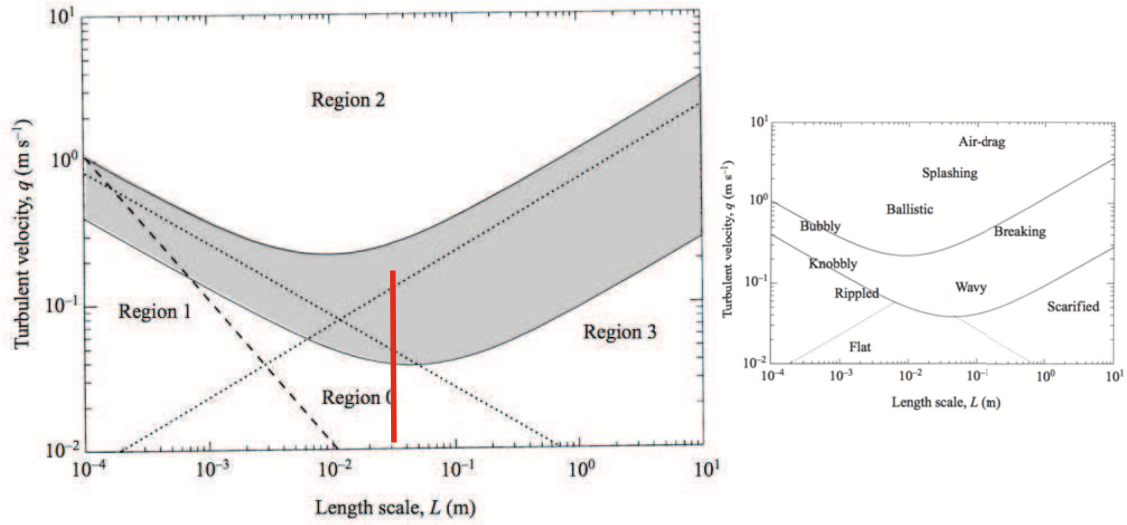 10¹
10⁰
10⁻¹
10⁻²
Turbulent velocity, q (m s⁻¹)
Region 2
Region 1
Region 3
Region 0
10⁻⁴ 10⁻³ 10⁻² 10⁻¹ 10⁰ 10¹
Length scale, L (m)
10¹
10⁰
10⁻¹
10⁻²
Turbulent velocity, q (m s⁻¹)
Air-drag
Splashing
Ballistic
Bubbly
Breaking
Knobbly
Wavy
Rippled
Scarified
Flat
10⁻⁴ 10⁻³ 10⁻² 10⁻¹ 10⁰ 10¹
Length scale, L (m)